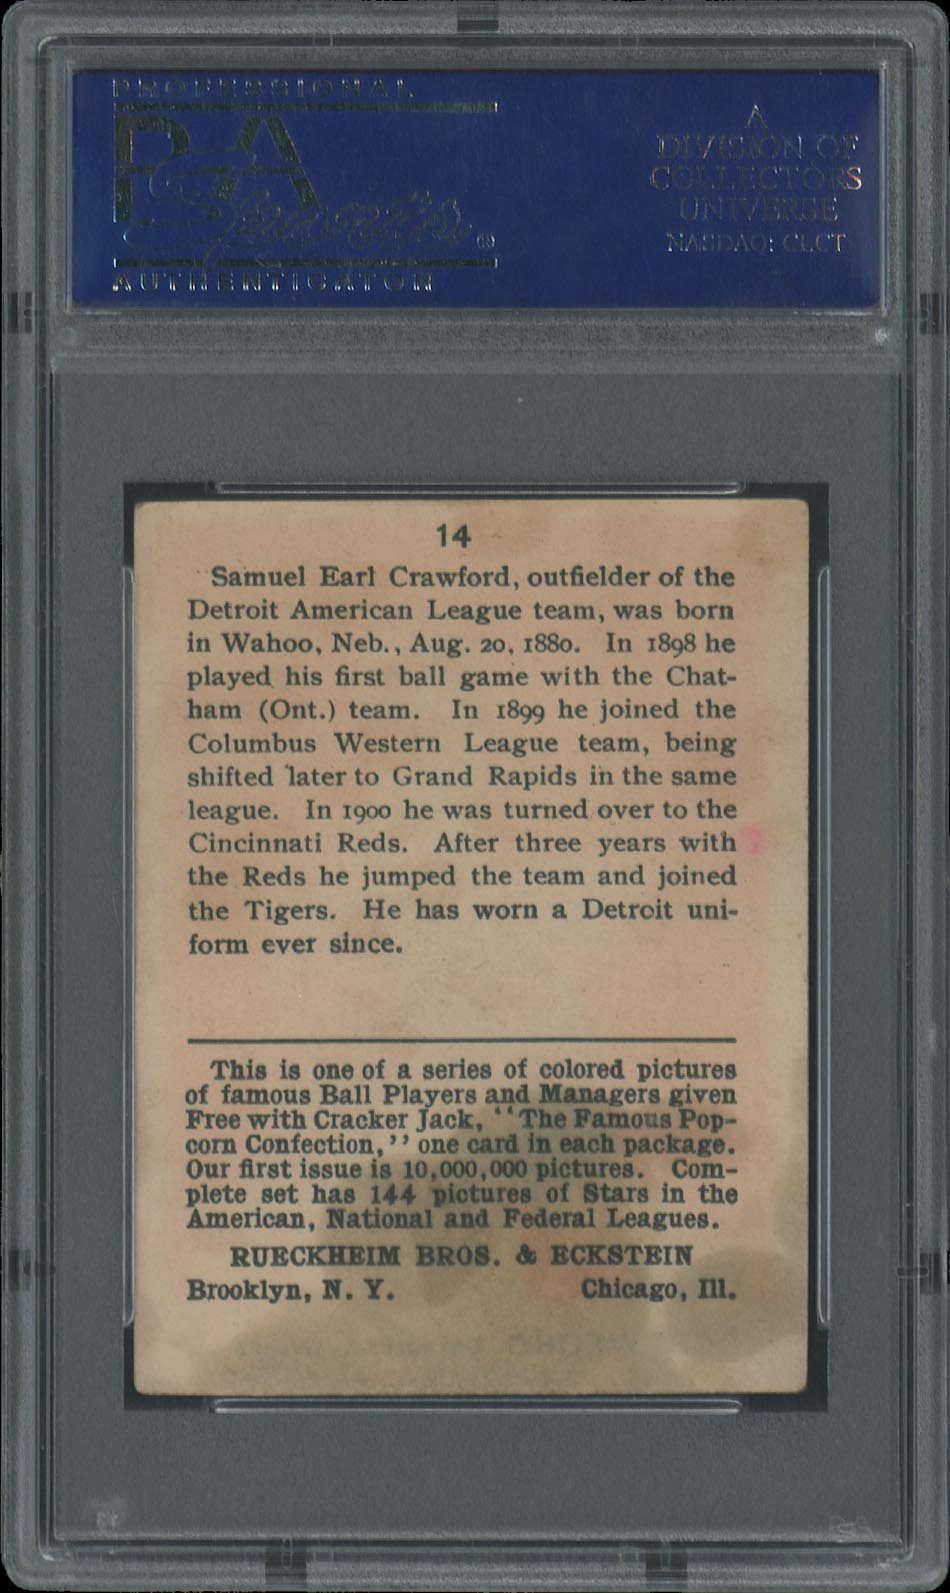 PROFESSIONAL
PSA
Sports
AUTHENTICATOR
®
A
DIVISION OF
COLLECTORS
UNIVERSE
NASDAQ: CLCT
14
Samuel Earl Crawford, outfielder of the
Detroit American League team, was born
in Wahoo, Neb., Aug. 20, 1880. In 1898 he
played his first ball game with the Chat-
ham (Ont.) team. In 1899 he joined the
Columbus Western League team, being
shifted later to Grand Rapids in the same
league. In 1900 he was turned over to the
Cincinnati Reds. After three years with
the Reds he jumped the team and joined
the Tigers. He has worn a Detroit uni-
form ever since.
This is one of a series of colored pictures
of famous Ball Players and Managers given
Free with Cracker Jack, "The Famous Pop-
corn Confection," one card in each package.
Our first issue is 10,000,000 pictures. Com-
plete set has 144 pictures of Stars in the
American, National and Federal Leagues.
RUECKHEIM BROS. & ECKSTEIN
Brooklyn, N. Y. Chicago, Ill.